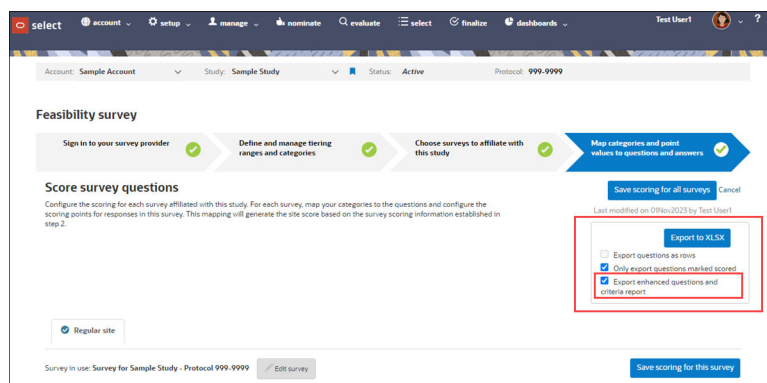 select account setup manage nominate evaluate select finalize dashboards Test User1 ?
Account: Sample Account Study: Sample Study Status: Active Protocol: 999-9999
Feasibility survey
Sign in to your survey provider
Define and manage tiering
ranges and categories
Choose surveys to affiliate with
this study
Map categories and point
values to questions and answers
Score survey questions
Save scoring for all surveys Cancel
Configure the scoring for each survey affiliated with this study. For each survey, map your categories to the questions and configure the
scoring points for responses in this survey. This mapping will generate the site score based on the survey scoring information established in
step 2.
Last modified on 01Nov2023 by Test User1
Export to XLSX
Export questions as rows
Only export questions marked scored
Export enhanced questions and
criteria report
Regular site
Survey in use: Survey for Sample Study - Protocol 999-9999 Edit survey Save scoring for this survey